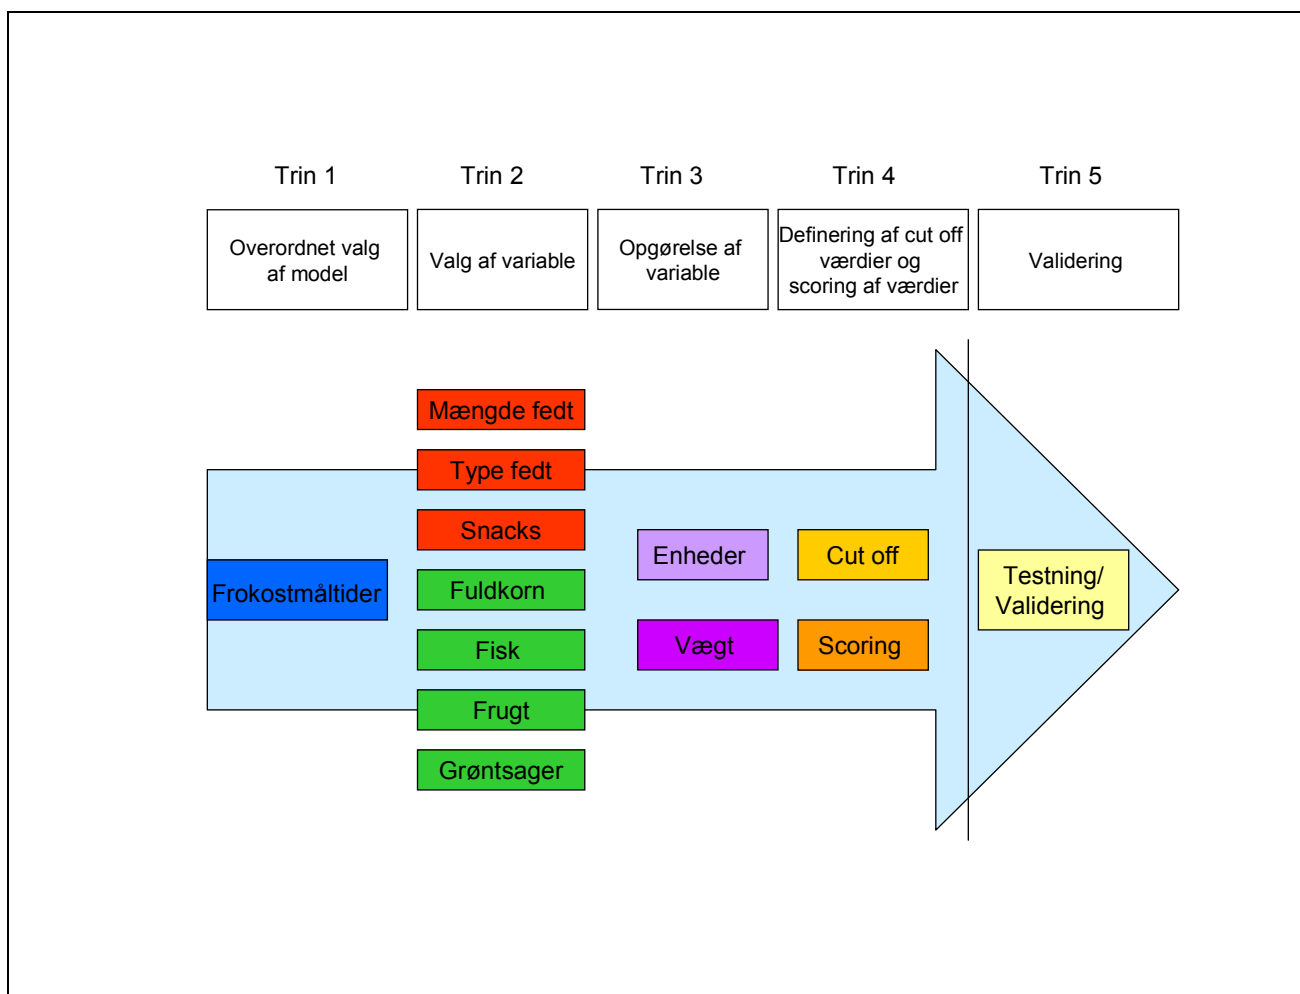 Trin 1
Trin 2
Trin 3
Trin 4
Trin 5
Overordnet valg
af model
Valg af variable
Opgørelse af
variable
Definering af cut off
værdier og
scoring af værdier
Validering
Frokostmåltider
Mængde fedt
Type fedt
Snacks
Fuldkorn
Fisk
Frugt
Grøntsager
Enheder
Vægt
Cut off
Scoring
Testning/
Validering